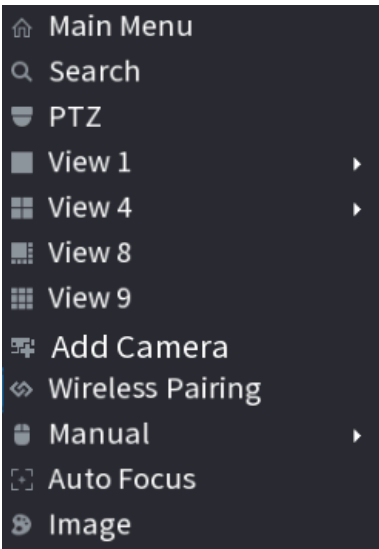 Main Menu
Search
PTZ
View 1
View 4
View 8
View 9
Add Camera
Wireless Pairing
Manual
Auto Focus
Image